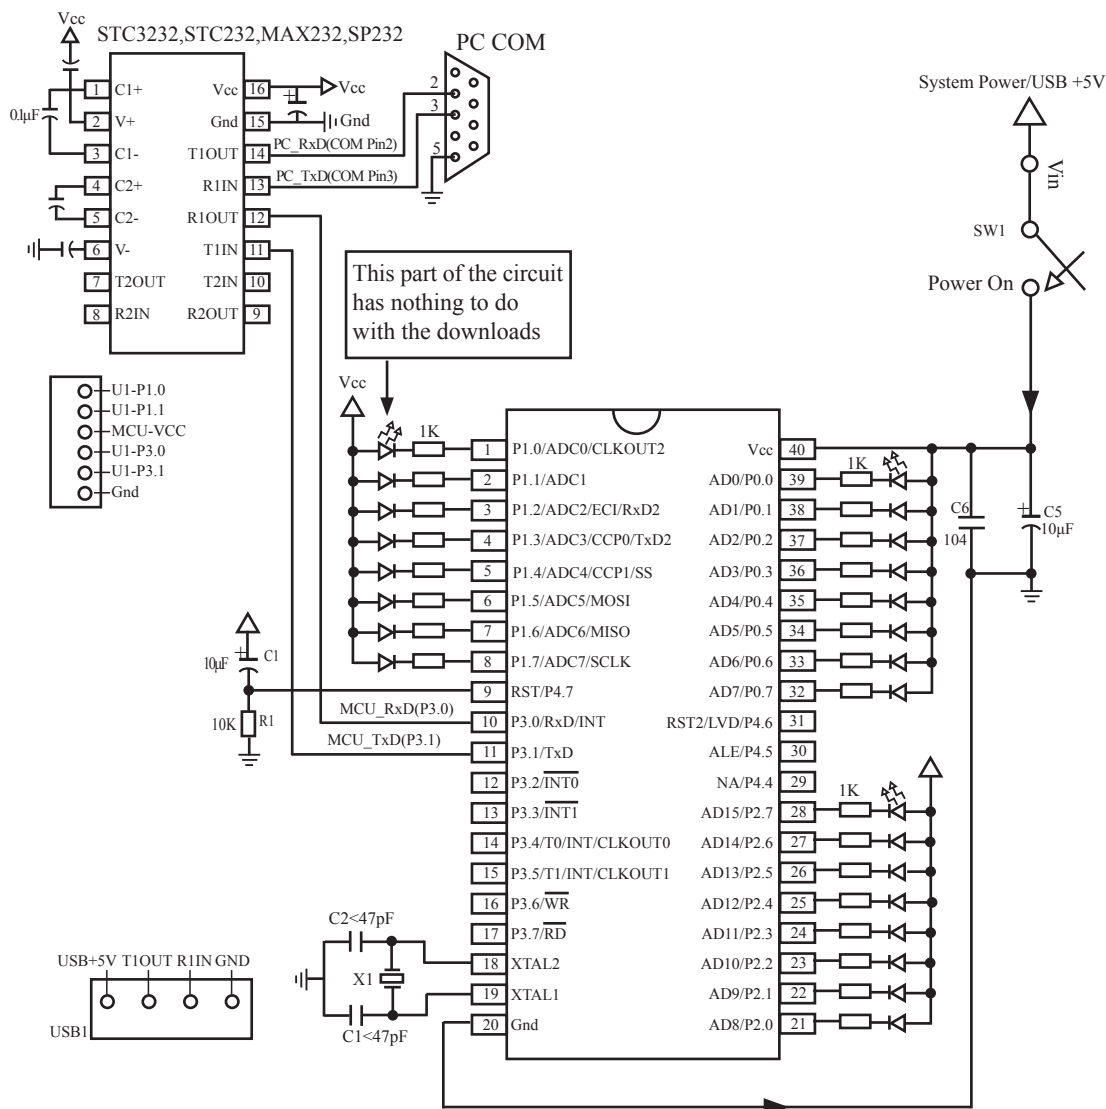 Vcc
STC3232,STC232,MAX232,SP232
PC COM
1 C1+ Vcc 16 Vcc
2 V+ Gnd 15 Gnd
3 C1- T1OUT 14 PC_RxD(COM Pin2)
4 C2+ R1IN 13 PC_TxD(COM Pin3)
5 C2- R1OUT 12
6 V- T1IN 11
7 T2OUT T2IN 10
8 R2IN R2OUT 9
0.1µF
+
2
3
5
System Power/USB +5V
Vin
SW1
Power On
This part of the circuit
has nothing to do
with the downloads
U1-P1.0
U1-P1.1
MCU-VCC
U1-P3.0
U1-P3.1
Gnd
Vcc
1K 1 P1.0/ADC0/CLKOUT2 Vcc 40
2 P1.1/ADC1 AD0/P0.0 39 1K
3 P1.2/ADC2/ECI/RxD2 AD1/P0.1 38
4 P1.3/ADC3/CCP0/TxD2 AD2/P0.2 37
5 P1.4/ADC4/CCP1/SS AD3/P0.3 36
6 P1.5/ADC5/MOSI AD4/P0.4 35
7 P1.6/ADC6/MISO AD5/P0.5 34
8 P1.7/ADC7/SCLK AD6/P0.6 33
9 RST/P4.7 AD7/P0.7 32
MCU_RxD(P3.0) 10 P3.0/RxD/INT RST2/LVD/P4.6 31
MCU_TxD(P3.1) 11 P3.1/TxD ALE/P4.5 30
12 P3.2/INT0 NA/P4.4 29
13 P3.3/INT1 AD15/P2.7 28 1K
14 P3.4/T0/INT/CLKOUT0 AD14/P2.6 27
15 P3.5/T1/INT/CLKOUT1 AD13/P2.5 26
16 P3.6/WR AD12/P2.4 25
17 P3.7/RD AD11/P2.3 24
18 XTAL2 AD10/P2.2 23
19 XTAL1 AD9/P2.1 22
20 Gnd AD8/P2.0 21
C6
104
+ C5
10µF
10µF + C1
10K R1
C2<47pF
X1
C1<47pF
USB+5V T1OUT R1IN GND
USB1